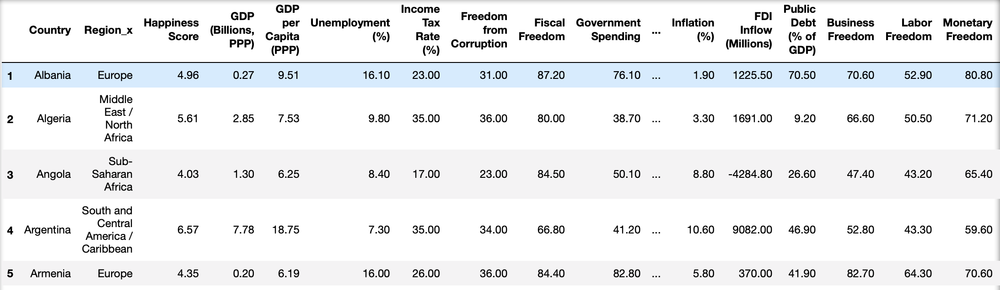 Country Region_x Happiness Score GDP (Billions, PPP) GDP per Capita (PPP) Unemployment (%) Income Tax Rate (%) Freedom from Corruption Fiscal Freedom Government Spending ... Inflation (%) FDI Inflow (Millions) Public Debt (% of GDP) Business Freedom Labor Freedom Monetary Freedom
1 Albania Europe 4.96 0.27 9.51 16.10 23.00 31.00 87.20 76.10 ... 1.90 1225.50 70.50 70.60 52.90 80.80
2 Algeria Middle East / North Africa 5.61 2.85 7.53 9.80 35.00 36.00 80.00 38.70 ... 3.30 1691.00 9.20 66.60 50.50 71.20
3 Angola Sub-Saharan Africa 4.03 1.30 6.25 8.40 17.00 23.00 84.50 50.10 ... 8.80 -4284.80 26.60 47.40 43.20 65.40
4 Argentina South and Central America / Caribbean 6.57 7.78 18.75 7.30 35.00 34.00 66.80 41.20 ... 10.60 9082.00 46.90 52.80 43.30 59.60
5 Armenia Europe 4.35 0.20 6.19 16.00 26.00 36.00 84.40 82.80 ... 5.80 370.00 41.90 82.70 64.30 70.60